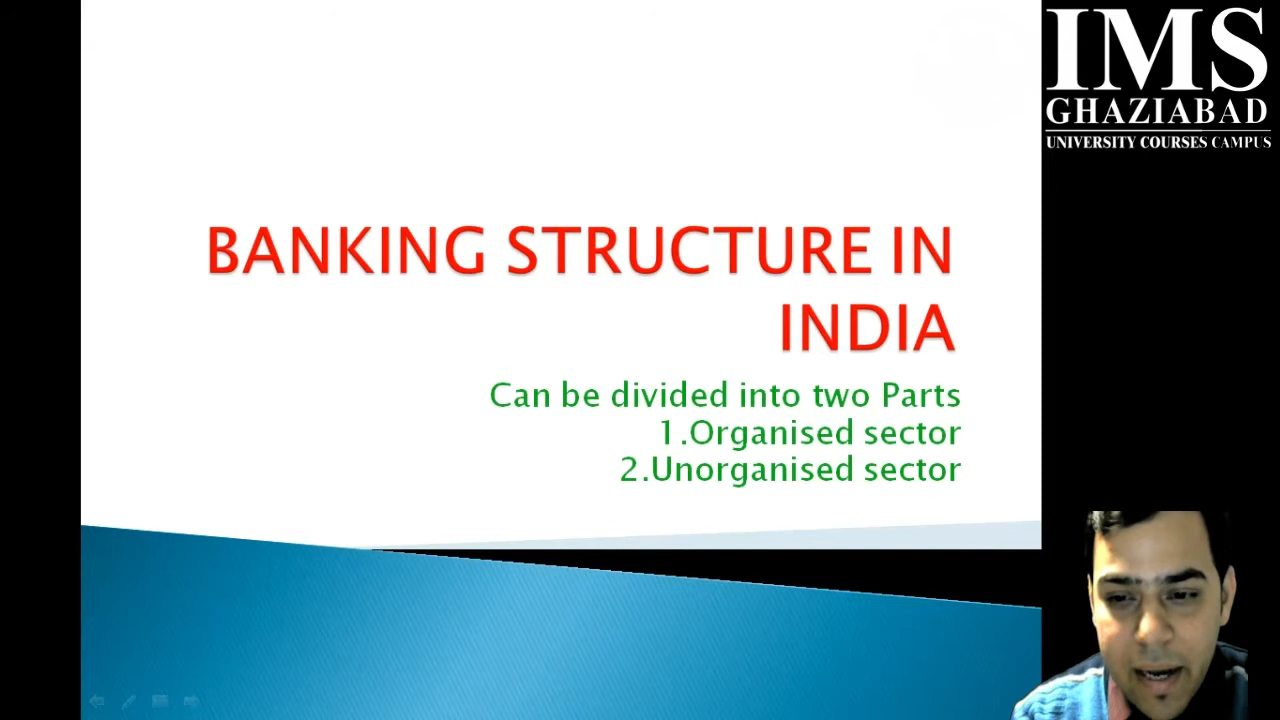 IMS
GHAZIABAD
UNIVERSITY COURSES CAMPUS
BANKING STRUCTURE IN
INDIA
Can be divided into two Parts
1.Organised sector
2.Unorganised sector